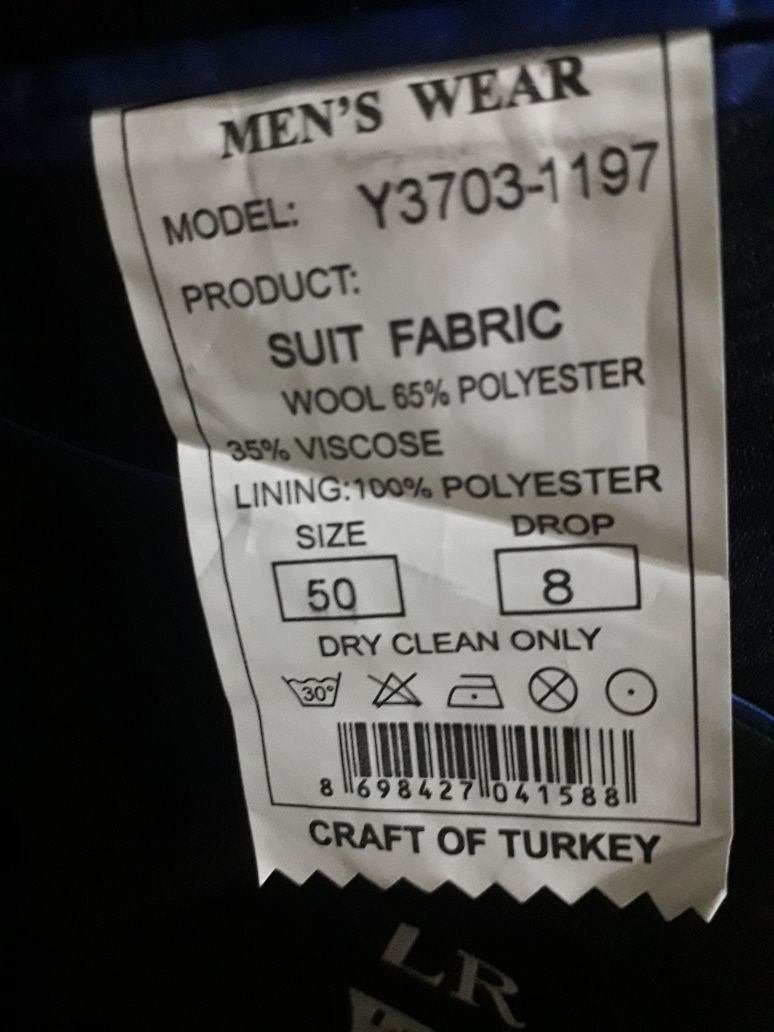 MEN'S WEAR
MODEL: Y3703-1197
PRODUCT:
SUIT FABRIC
WOOL 65% POLYESTER
35% VISCOSE
LINING:100% POLYESTER
SIZE DROP
50 8
DRY CLEAN ONLY
30°
8 698427 041588
CRAFT OF TURKEY
LR